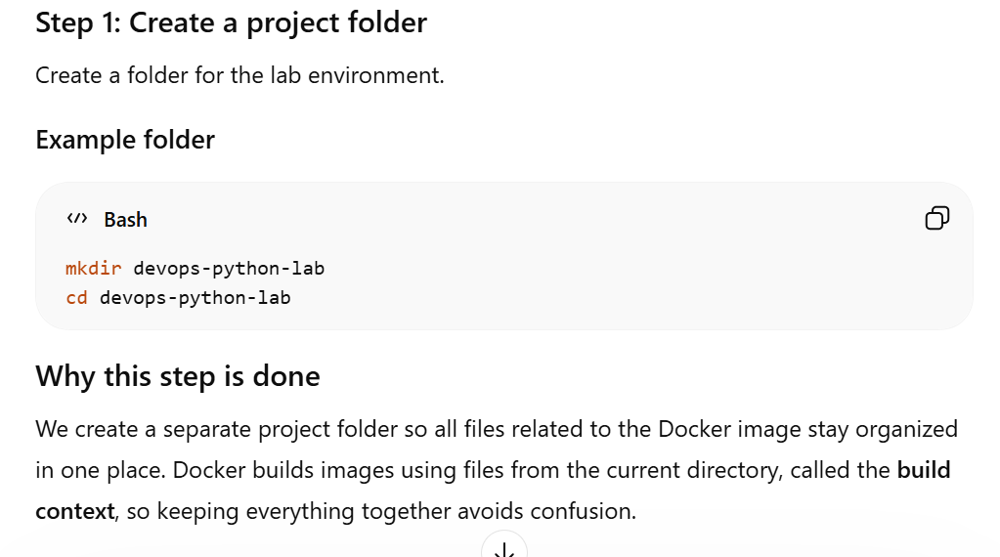 Step 1: Create a project folder
Create a folder for the lab environment.
Example folder
</> Bash
mkdir devops-python-lab
cd devops-python-lab
Why this step is done
We create a separate project folder so all files related to the Docker image stay organized
in one place. Docker builds images using files from the current directory, called the build
context, so keeping everything together avoids confusion.